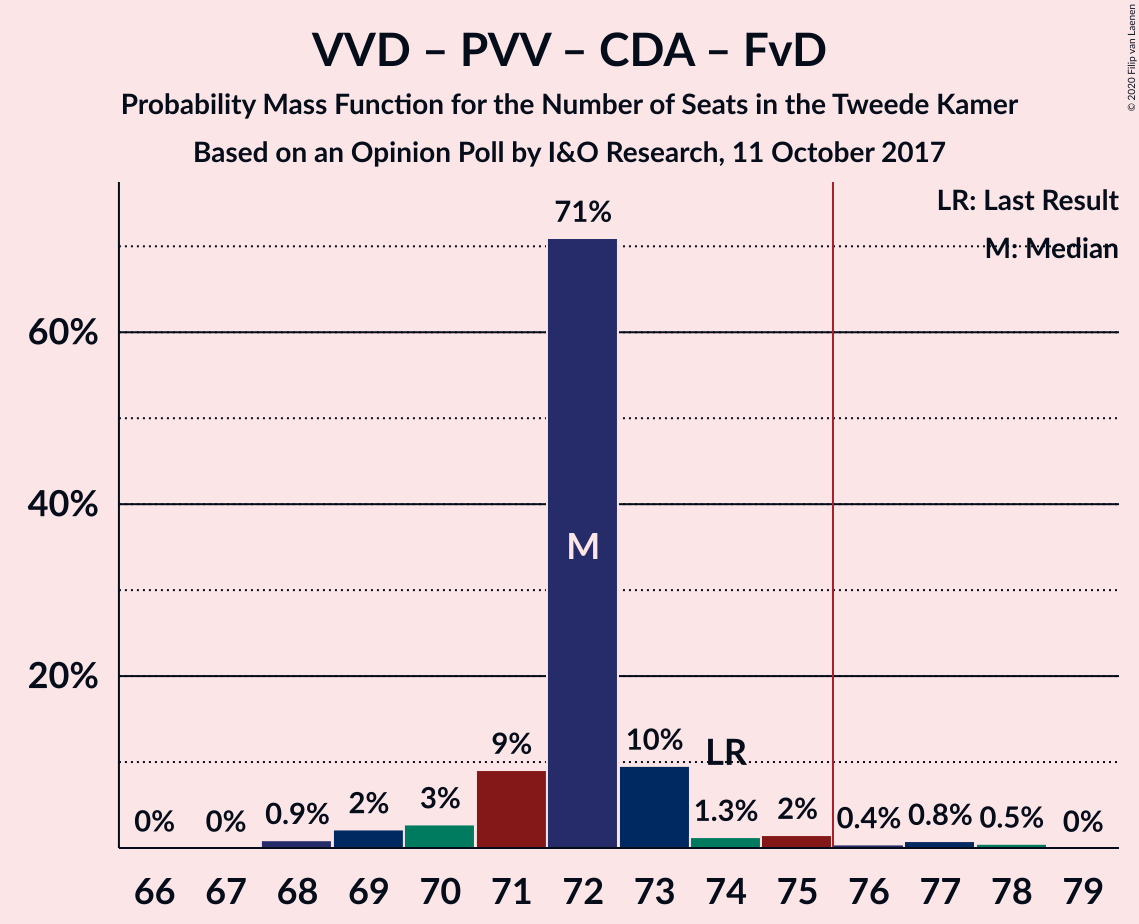 VVD – PVV – CDA – FvD
Probability Mass Function for the Number of Seats in the Tweede Kamer
Based on an Opinion Poll by I&O Research, 11 October 2017
© 2020 Filip van Laenen
LR: Last Result
M: Median
60%
40%
20%
0%
0%
0.9%
2%
3%
9%
71%
10%
1.3%
2%
0.4%
0.8%
0.5%
0%
M
LR
66 67 68 69 70 71 72 73 74 75 76 77 78 79